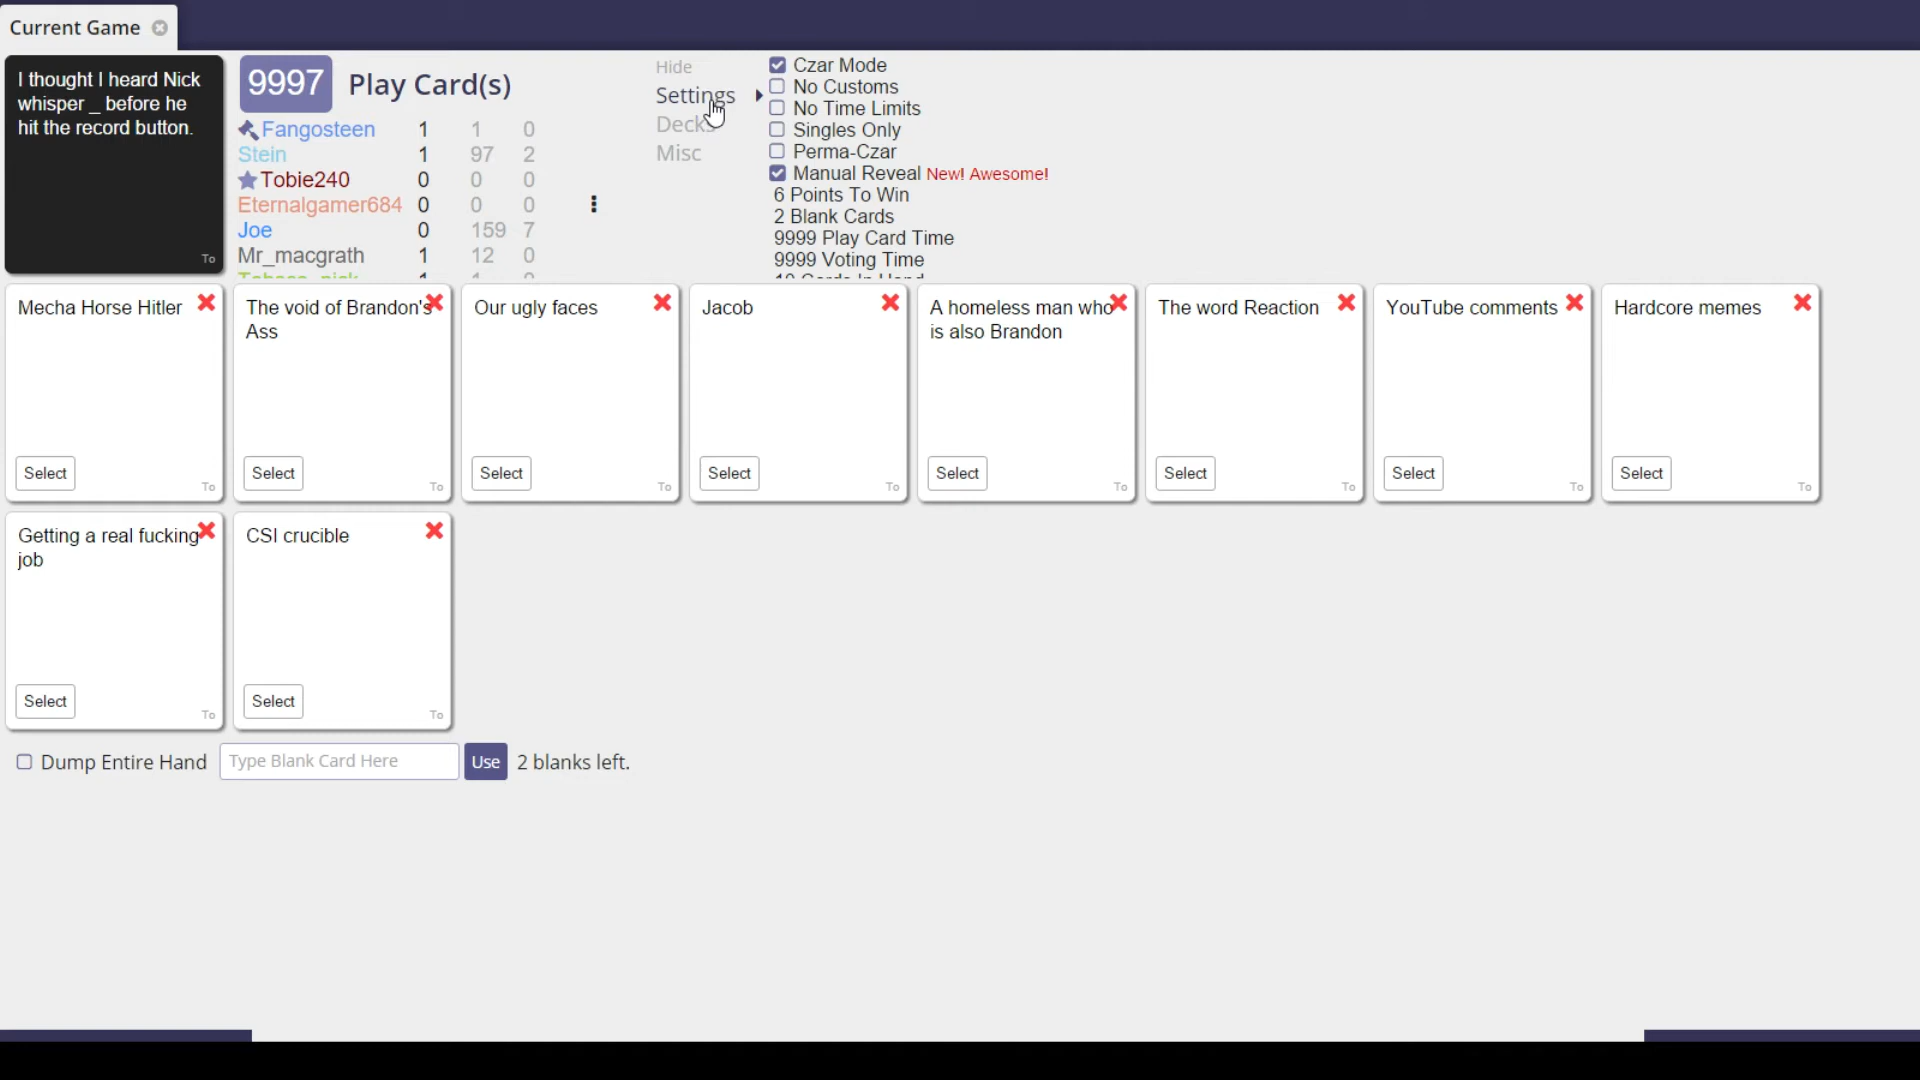 Current Game
I thought I heard Nick
whisper _ before he
hit the record button.
To
9997 Play Card(s)
Fangosteen 1 1 0
Stein 1 97 2
Tobie240 0 0 0
Eternalgamer684 0 0 0
Joe 0 159 7
Mr_macgrath 1 12 0
Hide
Settings
Decks
Misc
Czar Mode
No Customs
No Time Limits
Singles Only
Perma-Czar
Manual Reveal New! Awesome!
6 Points To Win
2 Blank Cards
9999 Play Card Time
9999 Voting Time
10 Cards In Hand
Mecha Horse Hitler
Select
To
The void of Brandon's
Ass
Select
To
Our ugly faces
Select
To
Jacob
Select
To
A homeless man who
is also Brandon
Select
To
The word Reaction
Select
To
YouTube comments
Select
To
Hardcore memes
Select
To
Getting a real fucking
job
Select
To
CSI crucible
Select
To
Dump Entire Hand Type Blank Card Here Use 2 blanks left.